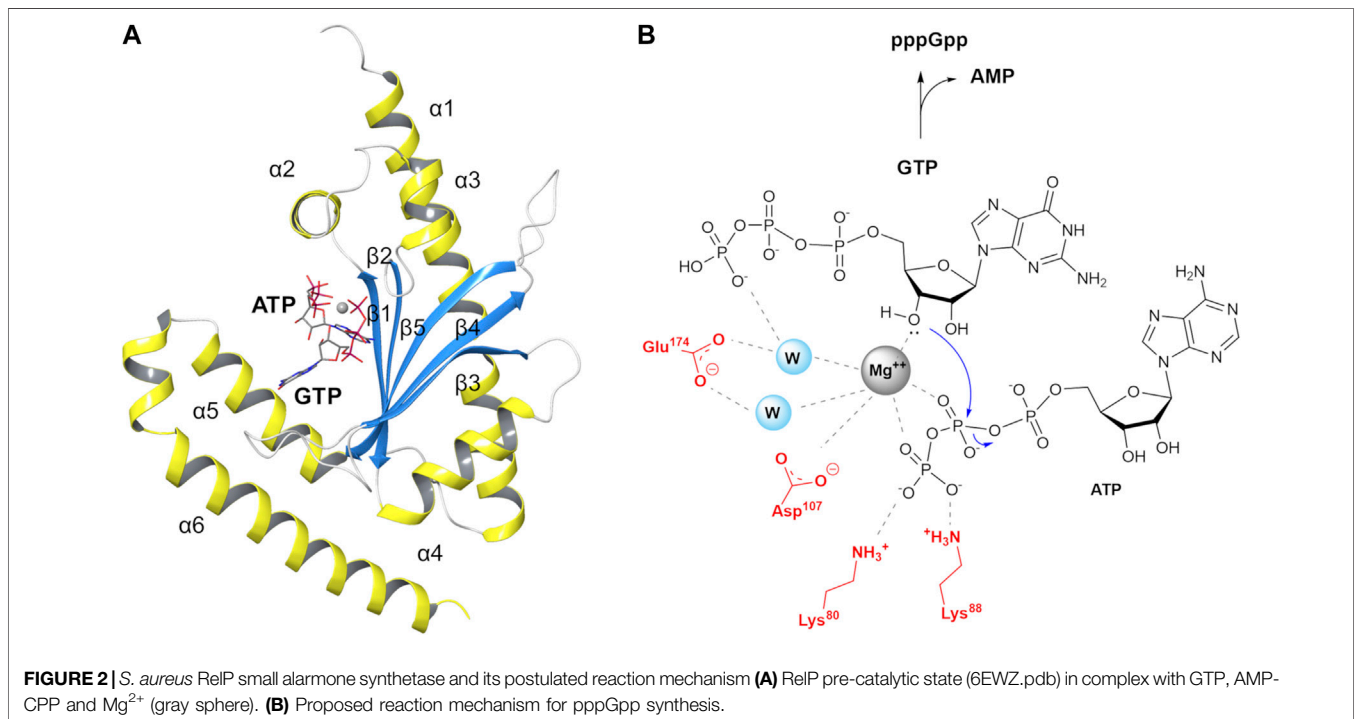 A
α1
α2
α3
β2
ATP
β1
β5
β4
GTP
β3
α5
α6
α4
B
pppGpp
AMP
GTP
O
N
NH
N
N
NH₂
O
O⁻
P
O
P
O
P
O
HO
O⁻
O⁻
O
O
O
H
O
OH
Glu¹⁷⁴
O
O
⊖
W
W
Mg⁺⁺
Asp¹⁰⁷
O
O
⊖
H₂N
N
N
N
N
O
P
O
P
O
O⁻
O⁻
P
O
O
O
⁻O
O⁻
OH
OH
ATP
NH₃⁺
⁺H₃N
Lys⁸⁰
Lys⁸⁸
FIGURE 2 | S. aureus RelP small alarmone synthetase and its postulated reaction mechanism (A) RelP pre-catalytic state (6EWZ.pdb) in complex with GTP, AMP-
CPP and Mg²⁺ (gray sphere). (B) Proposed reaction mechanism for pppGpp synthesis.